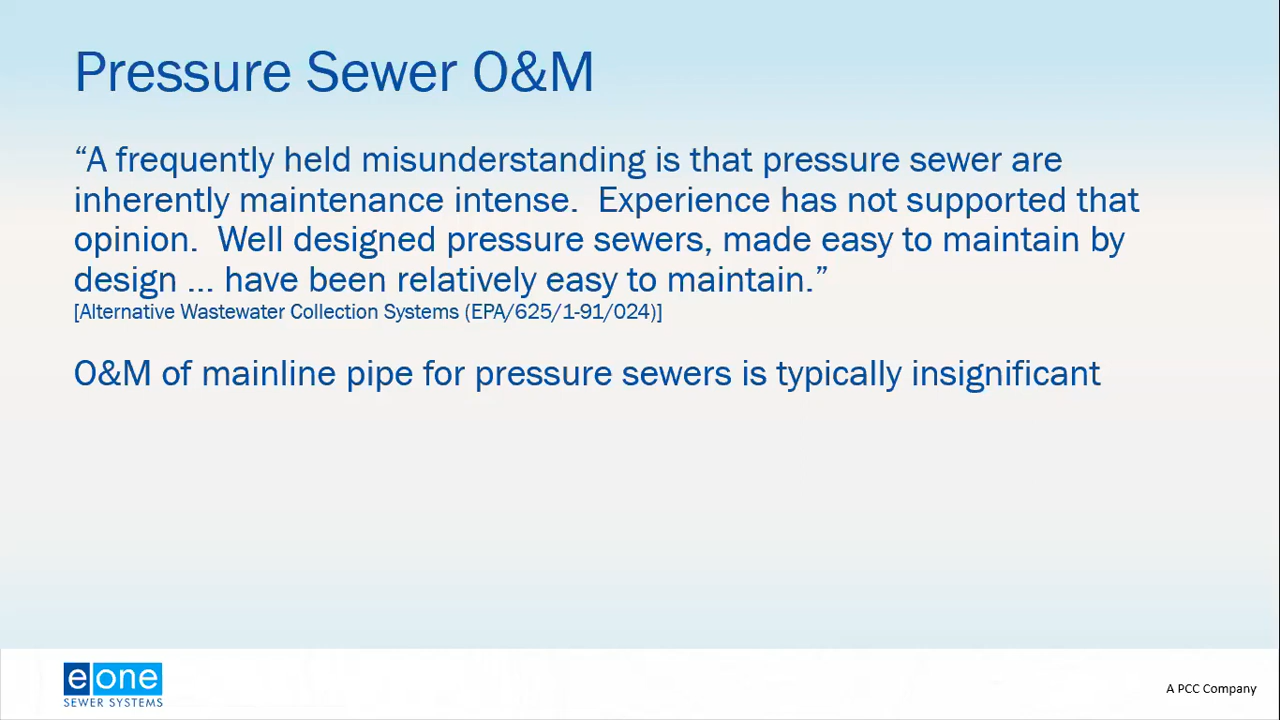 Pressure Sewer O&M
“A frequently held misunderstanding is that pressure sewer are
inherently maintenance intense.  Experience has not supported that
opinion.  Well designed pressure sewers, made easy to maintain by
design ... have been relatively easy to maintain.”
[Alternative Wastewater Collection Systems (EPA/625/1-91/024)]
O&M of mainline pipe for pressure sewers is typically insignificant
e one
SEWER SYSTEMS
A PCC Company